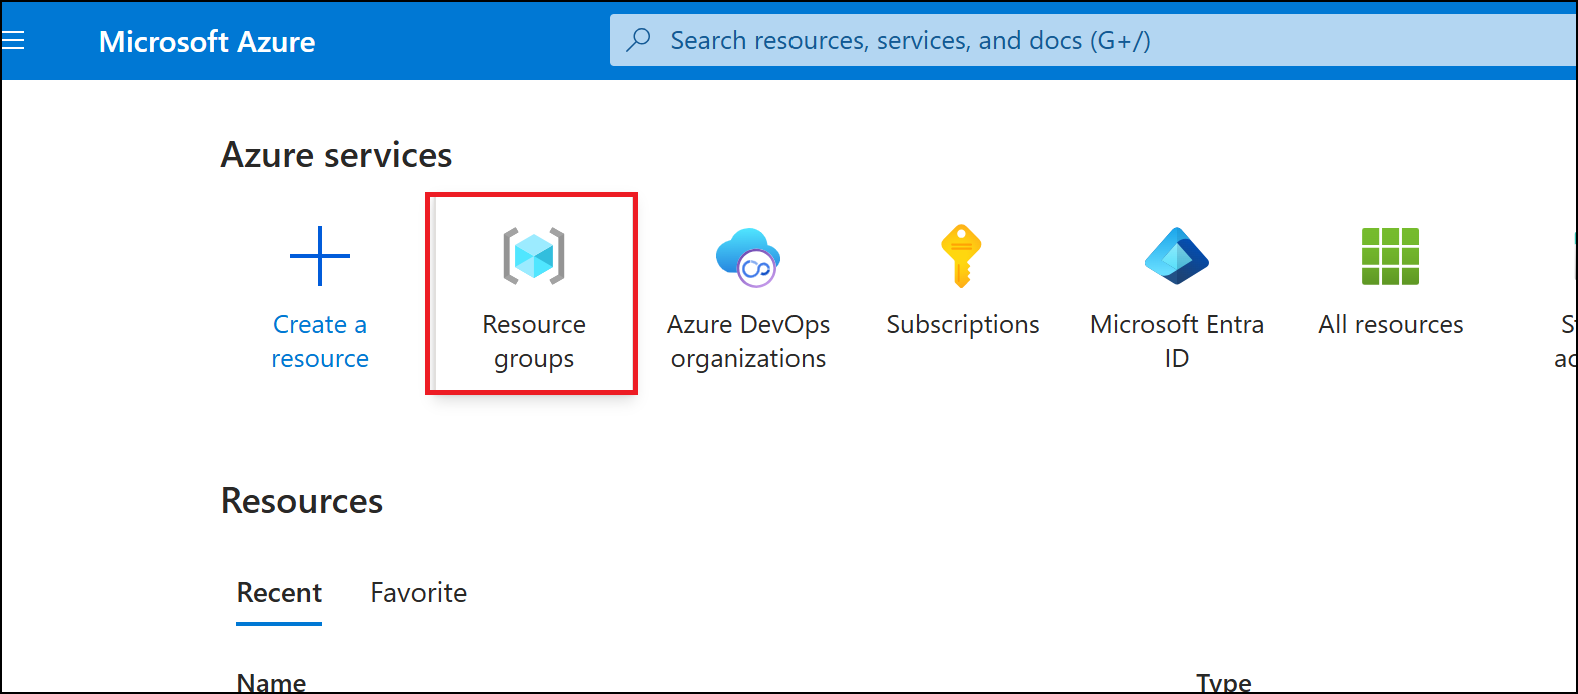 Microsoft Azure
Search resources, services, and docs (G+/)
Azure services
Create a
resource
Resource
groups
Azure DevOps
organizations
Subscriptions
Microsoft Entra
ID
All resources
Resources
Recent
Favorite
Name
Type